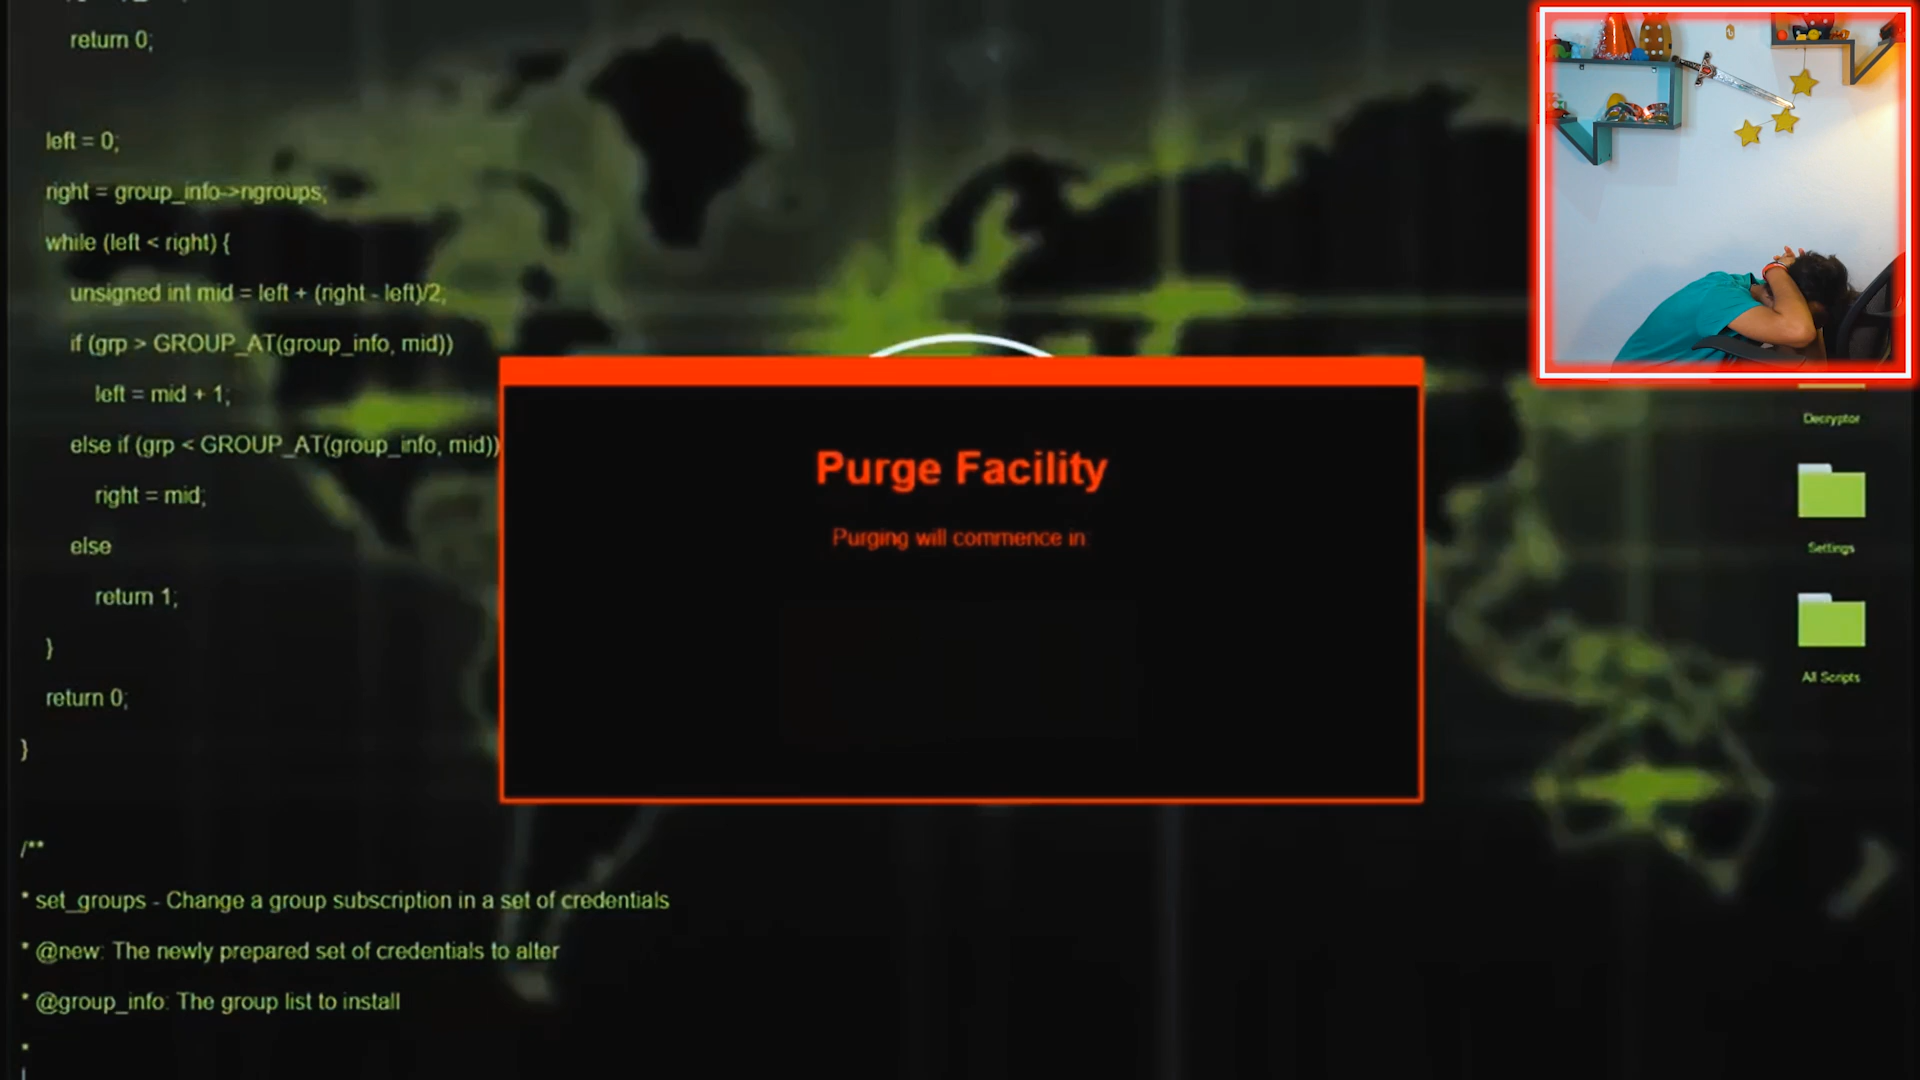 return 0;
left = 0;
right = group_info->ngroups;
while (left < right) {
unsigned int mid = left + (right - left)/2;
if (grp > GROUP_AT(group_info, mid))
left = mid + 1;
else if (grp < GROUP_AT(group_info, mid))
right = mid;
else
return 1;
}
return 0;
}
/**
* set_groups - Change a group subscription in a set of credentials
* @new: The newly prepared set of credentials to alter
* @group_info: The group list to install
*
Purge Facility
Purging will commence in:
Decryptor
Settings
All Scripts